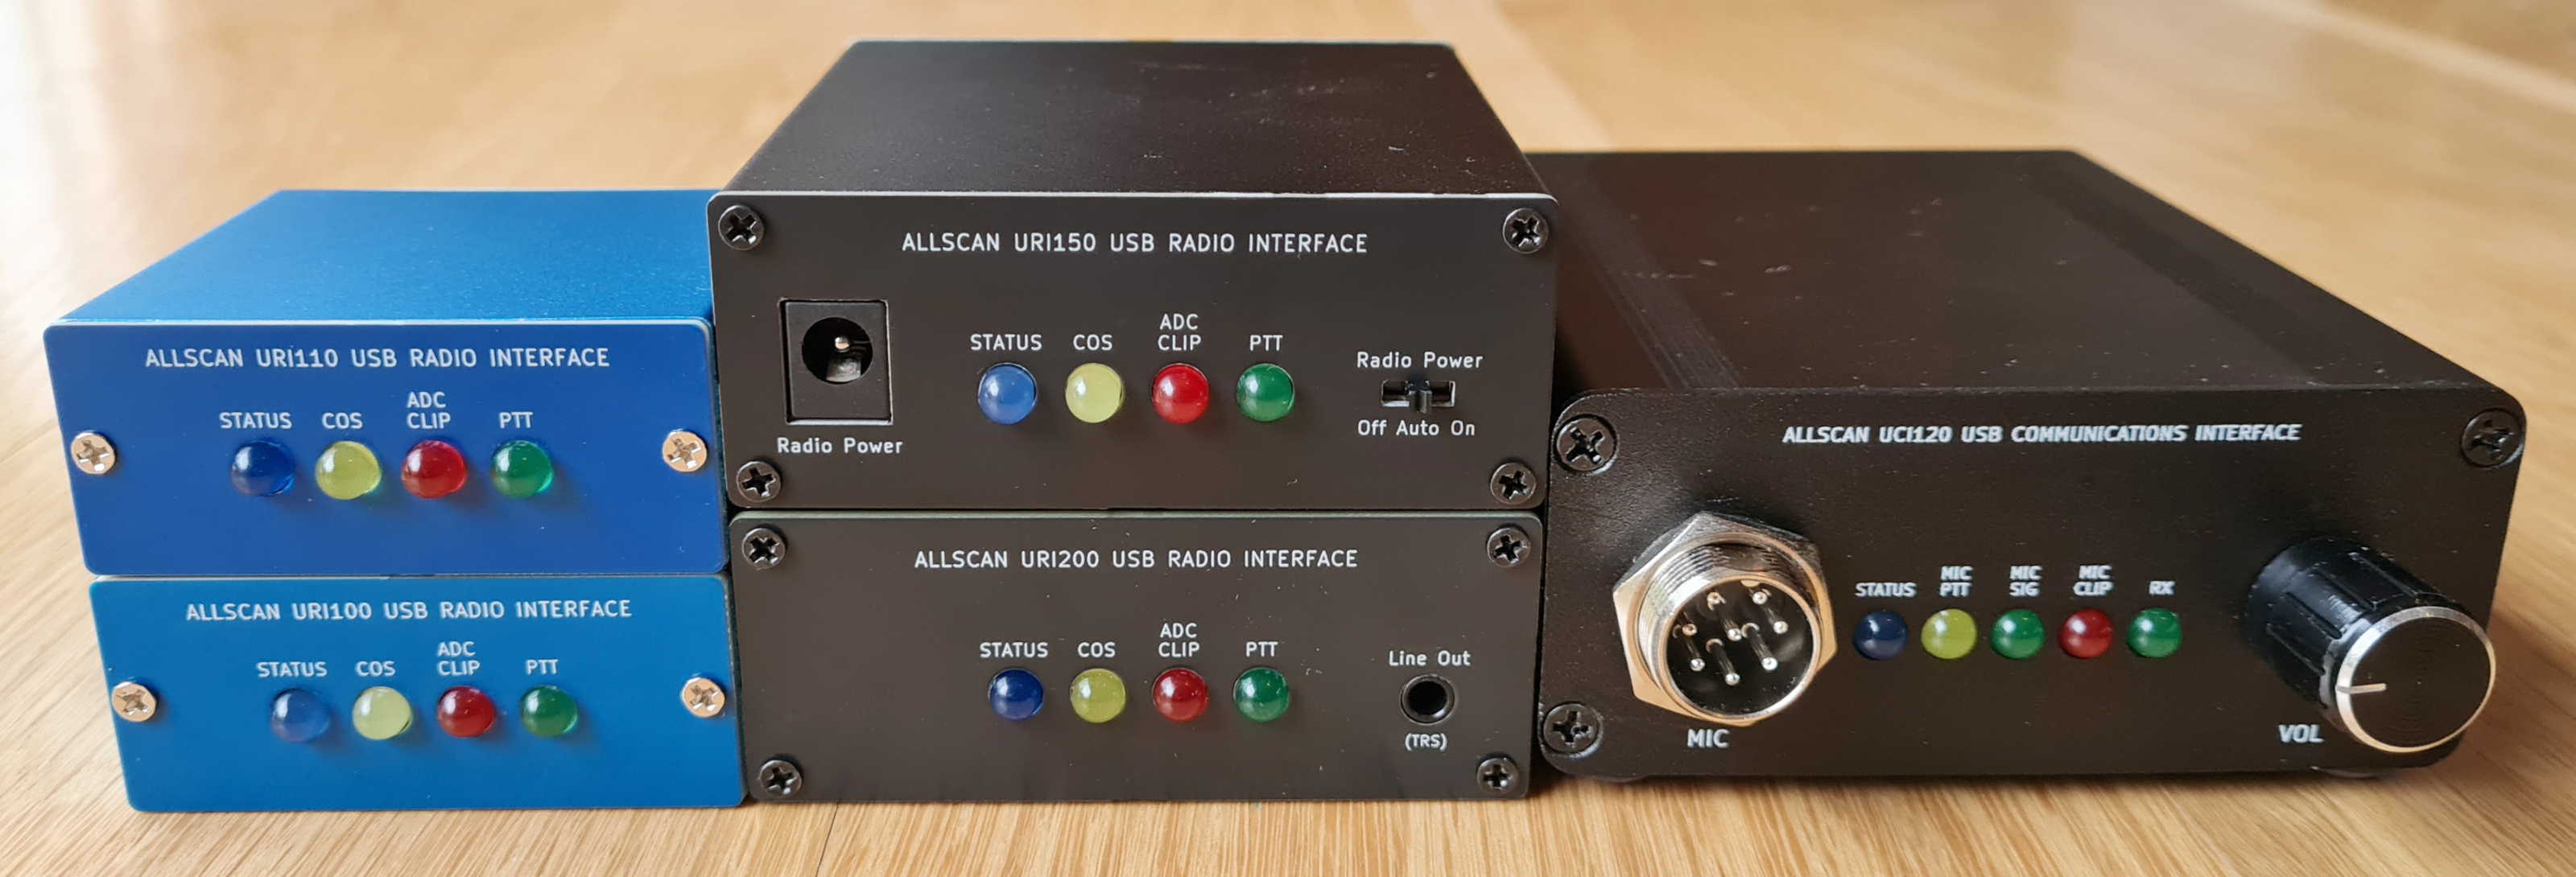 ALLSCAN URI110 USB RADIO INTERFACE
STATUS COS ADC CLIP PTT
ALLSCAN URI100 USB RADIO INTERFACE
STATUS COS ADC CLIP PTT
ALLSCAN URI150 USB RADIO INTERFACE
STATUS COS ADC CLIP PTT
Radio Power
Radio Power
Off Auto On
ALLSCAN URI200 USB RADIO INTERFACE
STATUS COS ADC CLIP PTT
Line Out
(TRS)
ALLSCAN UCI120 USB COMMUNICATIONS INTERFACE
STATUS MIC PTT MIC SIG MIC CLIP RX
MIC
VOL